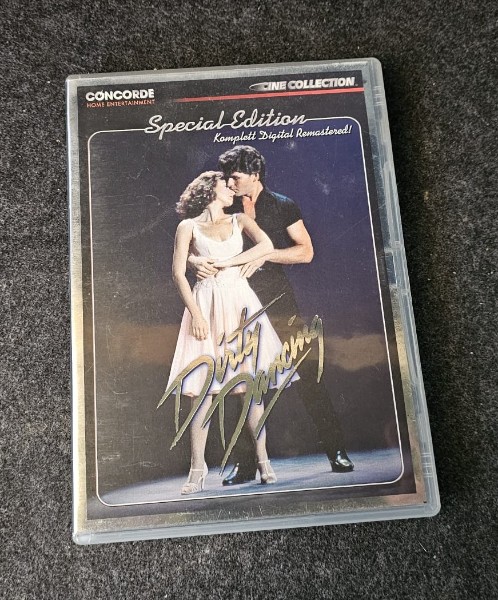 CONCORDE
HOME ENTERTAINMENT
CINE COLLECTION
Special Edition
Komplett Digital Remastered!
Dirty
Dancing